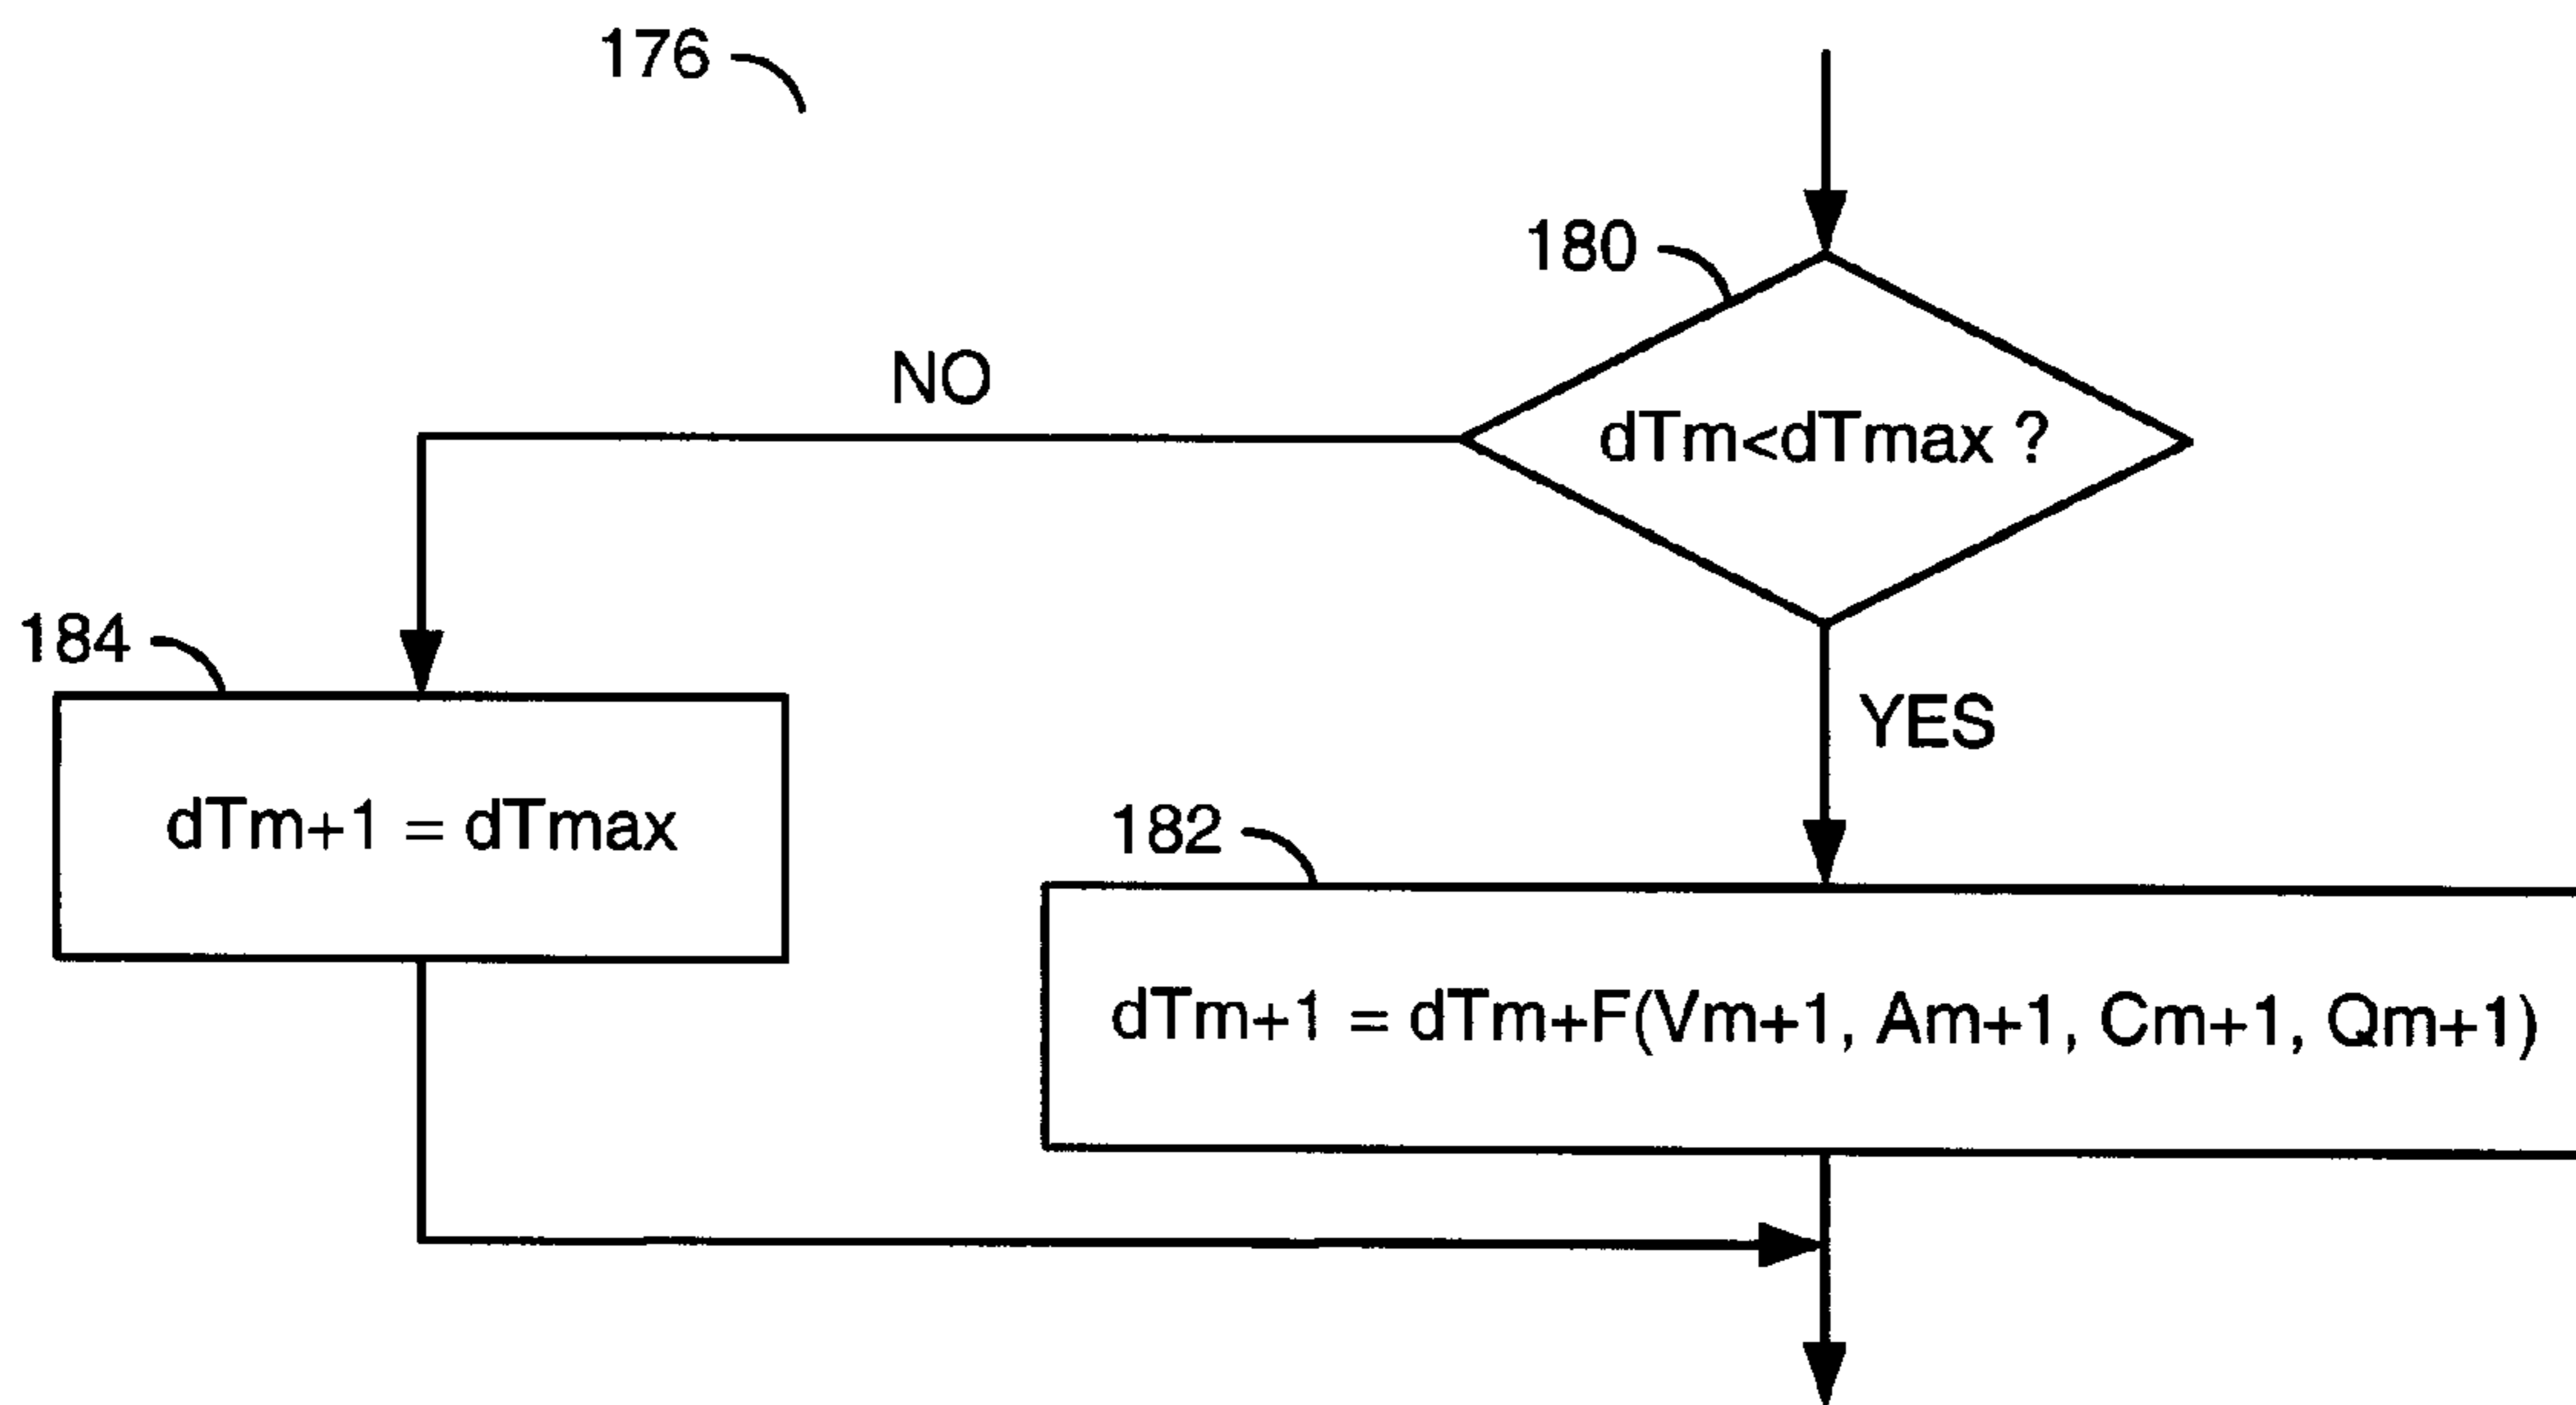 176
180
dTm<dTmax ?
NO
YES
184
dTm+1 = dTmax
182
dTm+1 = dTm+F(Vm+1, Am+1, Cm+1, Qm+1)